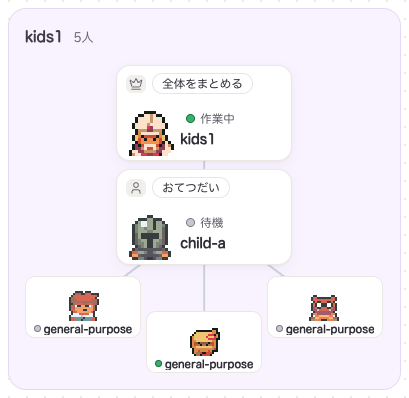 kids1 5人
全体をまとめる
作業中
kids1
おてつだい
待機
child-a
general-purpose
general-purpose
general-purpose